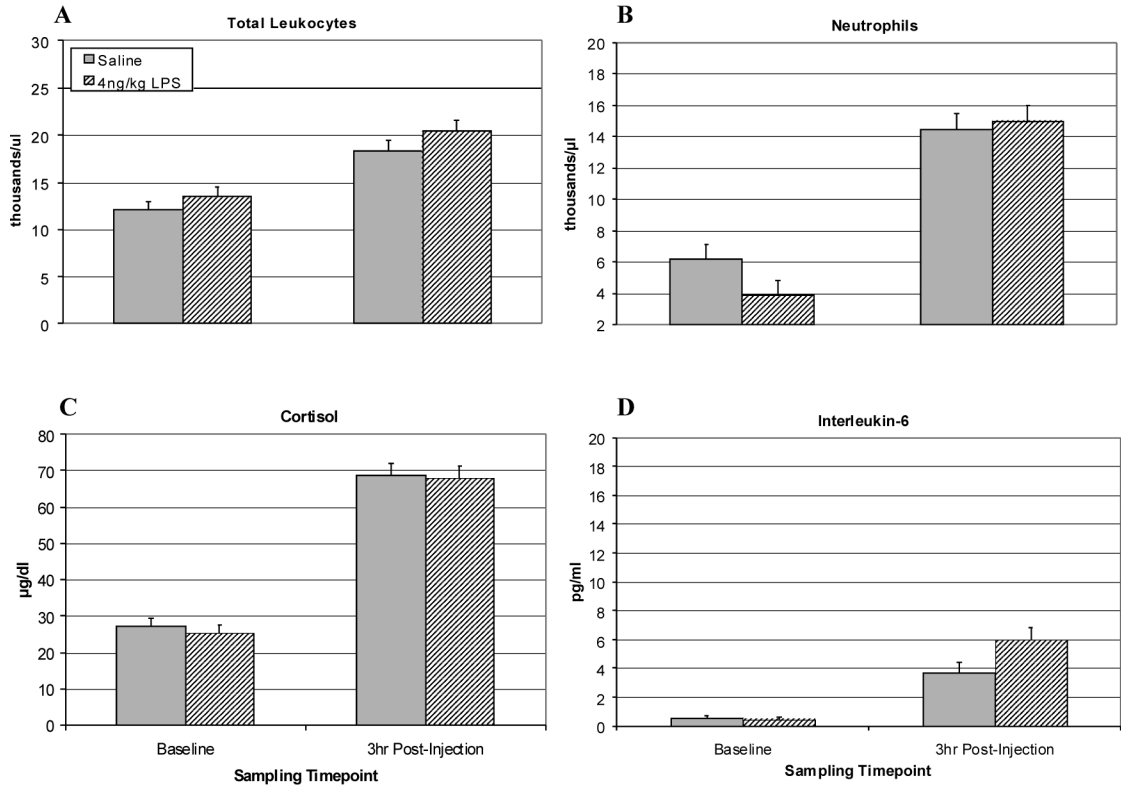 A
Total Leukocytes
30
25
20
15
10
5
0
thousands/ul
Saline
4ng/kg LPS
B
Neutrophils
20
18
16
14
12
10
8
6
4
2
thousands/µl
C
Cortisol
80
70
60
50
40
30
20
10
0
µg/dl
Baseline
3hr Post-Injection
Sampling Timepoint
D
Interleukin-6
20
18
16
14
12
10
8
6
4
2
0
pg/ml
Baseline
3hr Post-Injection
Sampling Timepoint